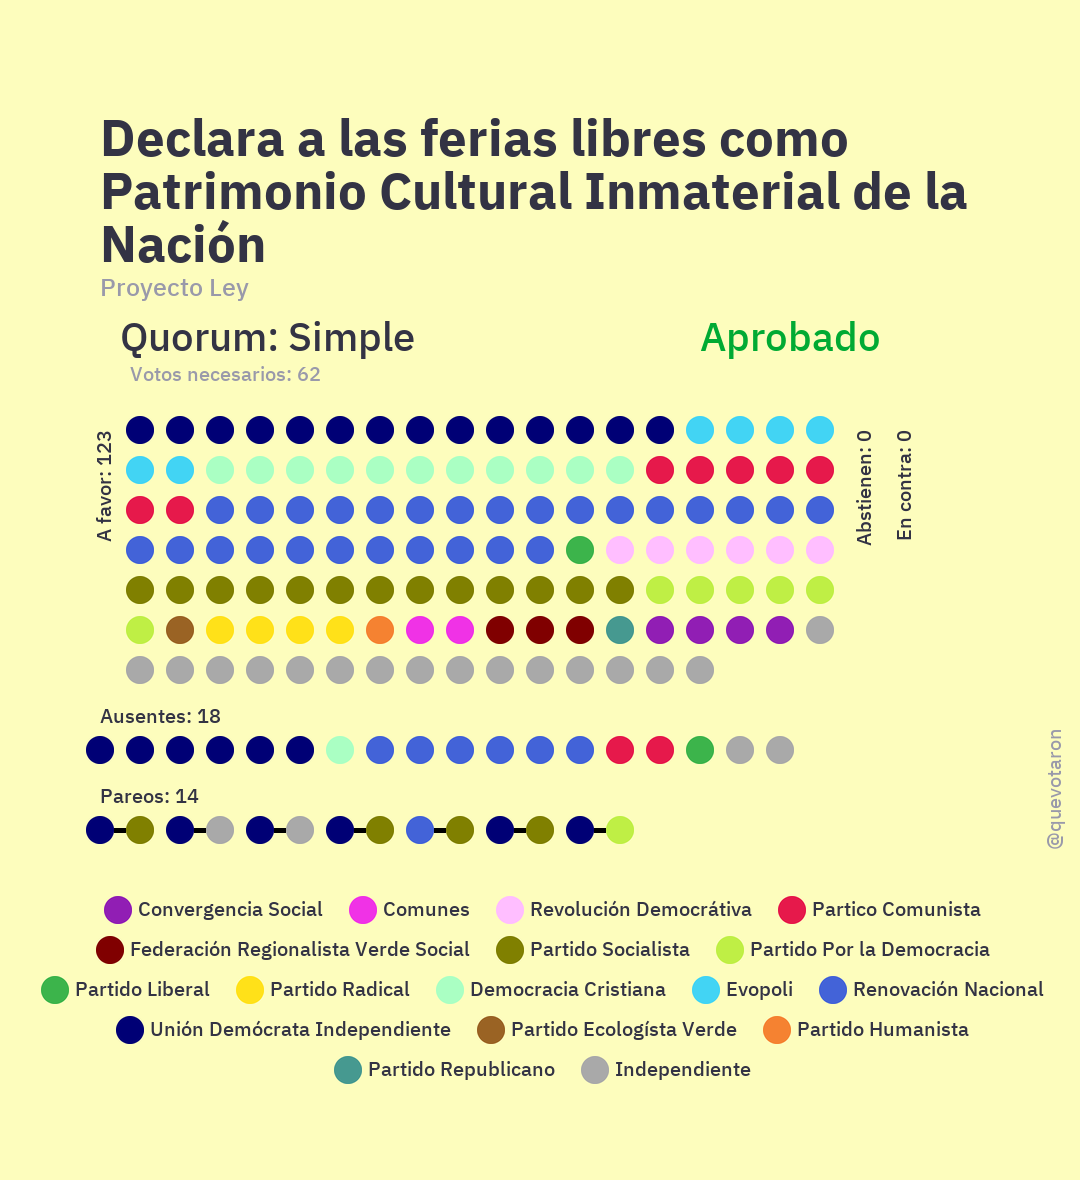 Declara a las ferias libres como
Patrimonio Cultural Inmaterial de la
Nación
Proyecto Ley
Quorum: Simple
Aprobado
Votos necesarios: 62
A favor: 123
Abstienen: 0
En contra: 0
Ausentes: 18
Pareos: 14
@quevotaron
Convergencia Social Comunes Revolución Democrátiva Partico Comunista
Federación Regionalista Verde Social Partido Socialista Partido Por la Democracia
Partido Liberal Partido Radical Democracia Cristiana Evopoli Renovación Nacional
Unión Demócrata Independiente Partido Ecologísta Verde Partido Humanista
Partido Republicano Independiente